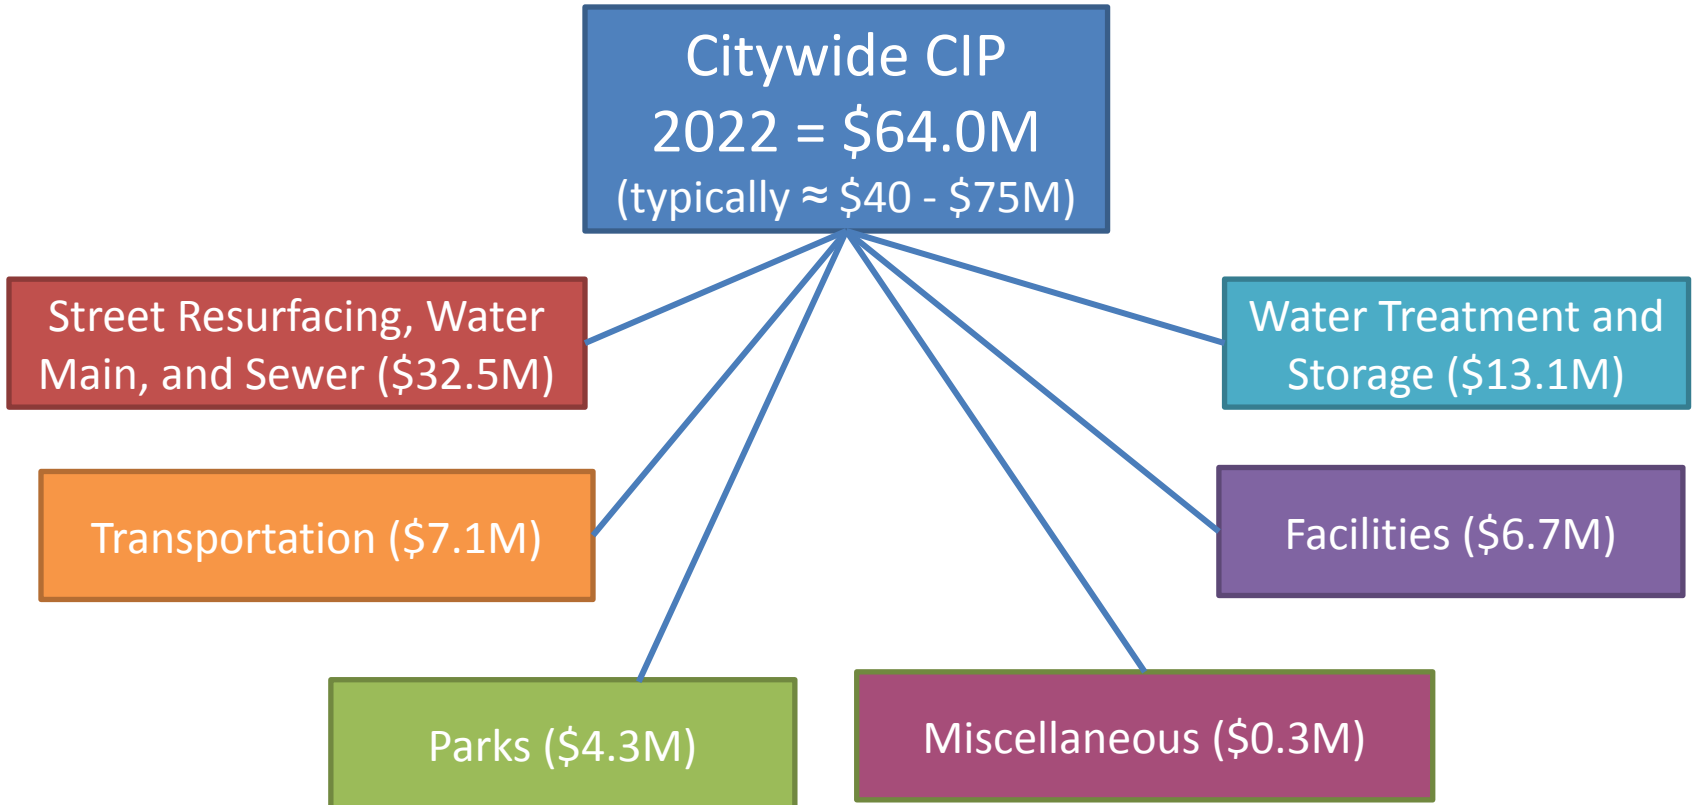 Citywide CIP
2022 = $64.0M
(typically ≈ $40 - $75M)
Street Resurfacing, Water
Main, and Sewer ($32.5M)
Water Treatment and
Storage ($13.1M)
Transportation ($7.1M)
Facilities ($6.7M)
Parks ($4.3M)
Miscellaneous ($0.3M)